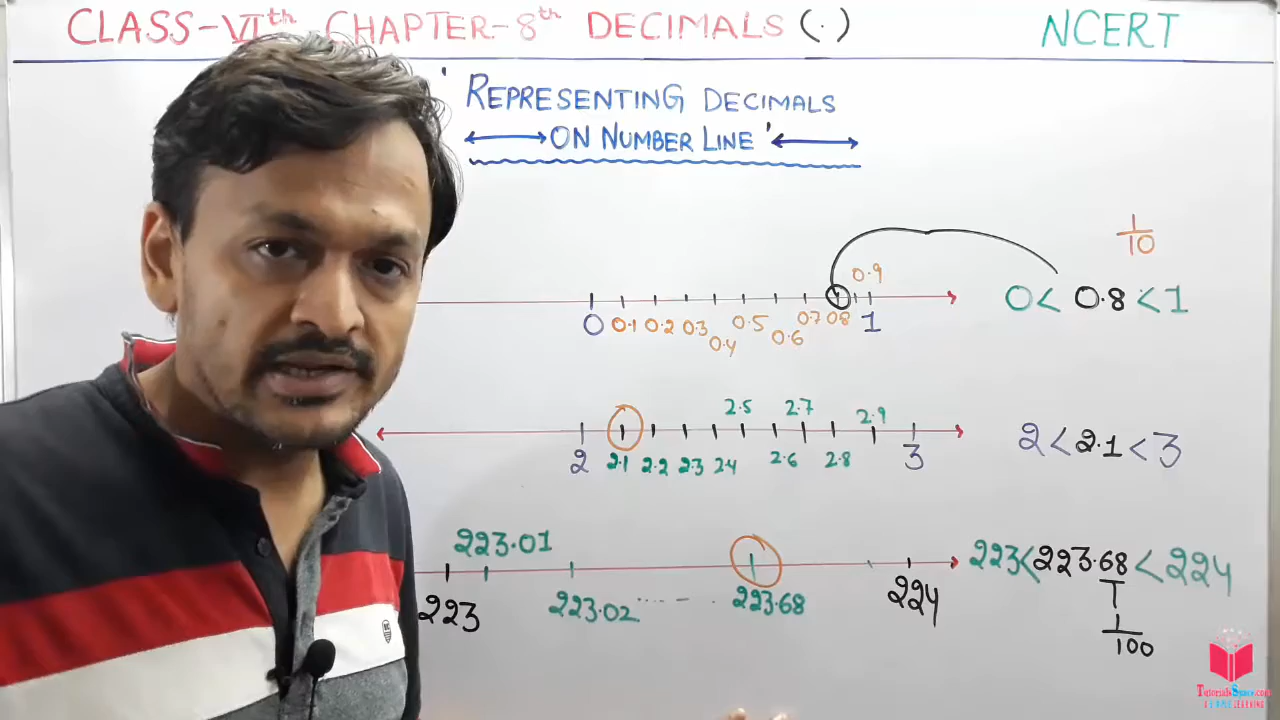 CLASS-VIth CHAPTER-8th DECIMALS (.) NCERT
'REPRESENTING DECIMALS
ON NUMBER LINE'
1/10
0.9
0 0.1 0.2 0.3 0.4 0.5 0.6 0.7 0.8 1
0 < 0.8 < 1
2.5 2.7 2.9
2 2.1 2.2 2.3 2.4 2.6 2.8 3
2 < 2.1 < 3
223.01
223 223.02 ..... 223.68 224
223 < 223.68 < 224
1/100
TutorialsSpace.com